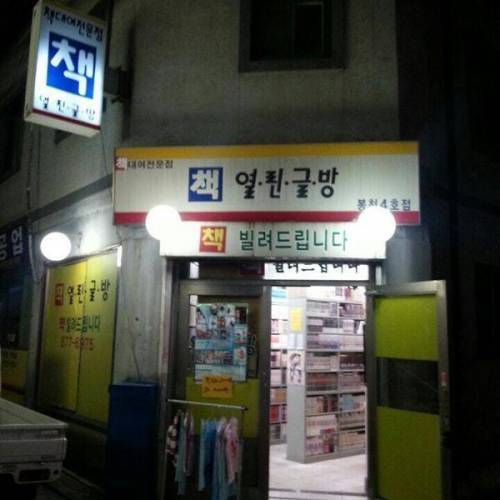 책대여전문점
책
열·린·글·방
책대여전문점
책 열·린·글·방
봉천4호점
책 빌려드립니다
빌려드립니다
열·린·글·방
책빌려드립니다
공업